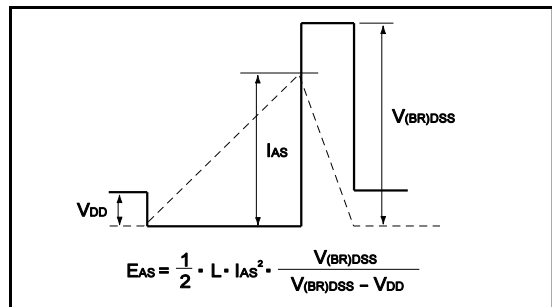 V(BR)DSS
IAS
VDD
EAS = 1/2 · L · IAS² · V(BR)DSS / (V(BR)DSS – VDD)